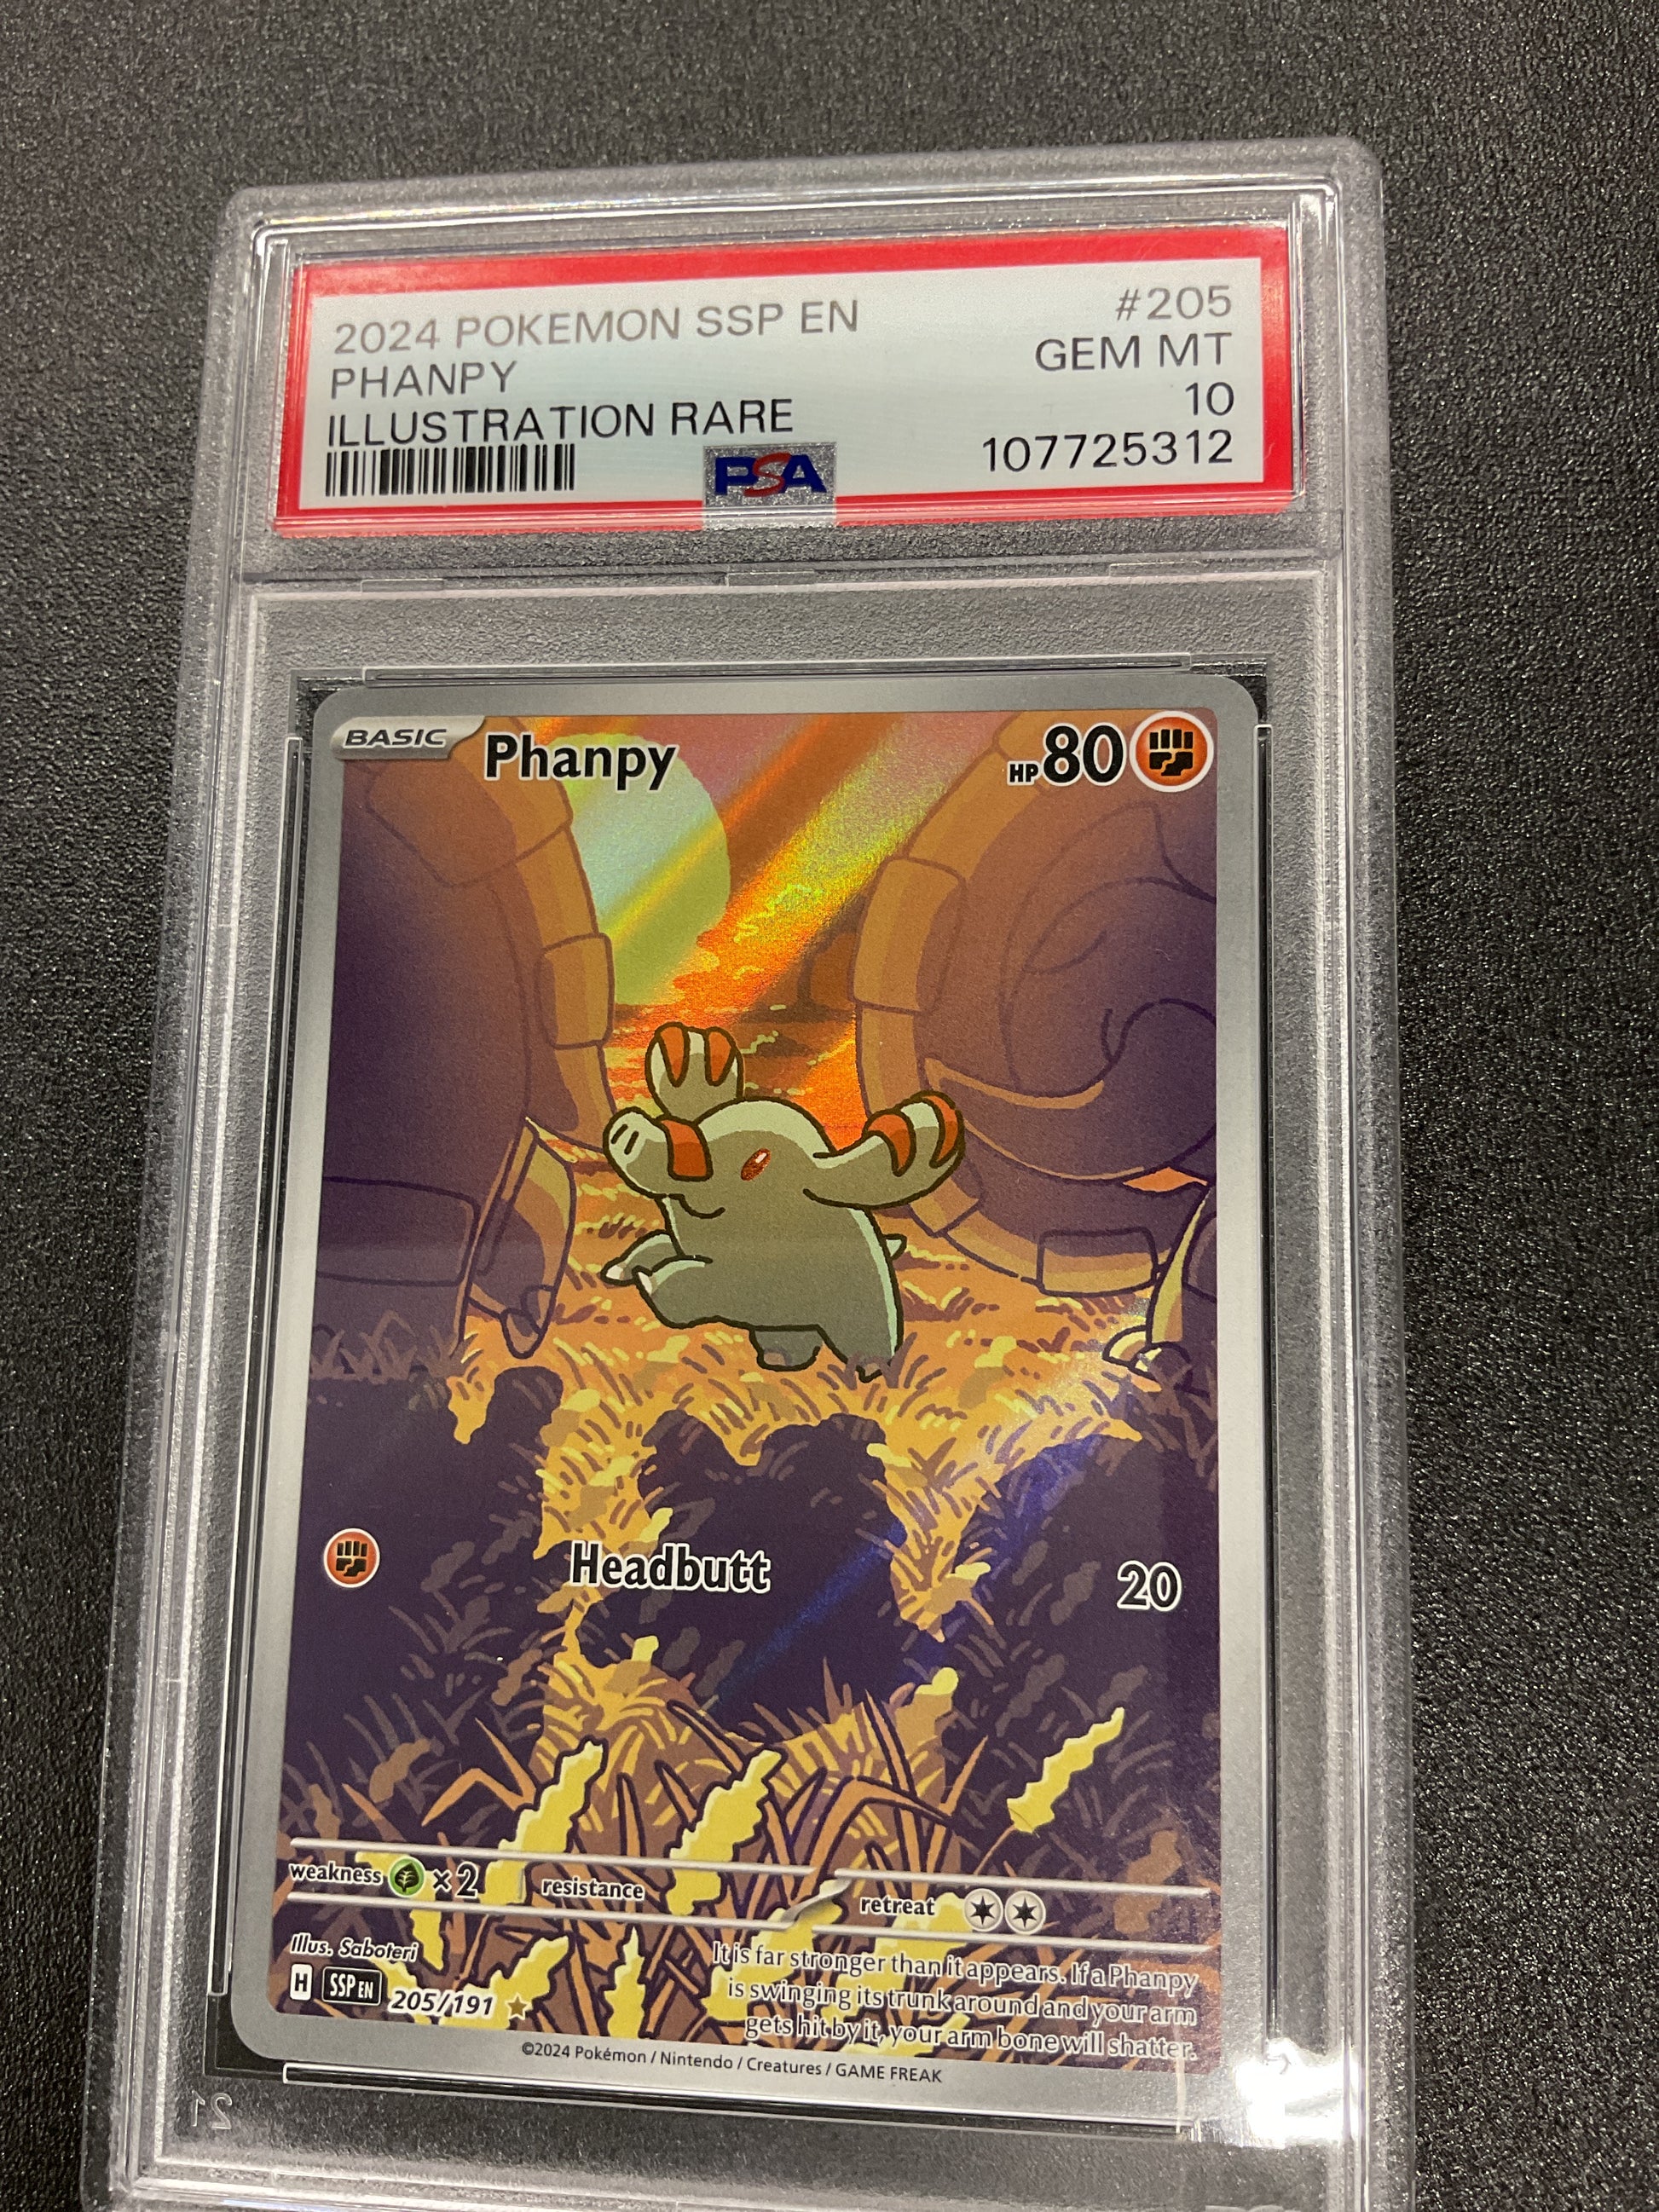 2024 POKEMON SSP EN #205
PHANPY GEM MT
ILLUSTRATION RARE 10
PSA 107725312
BASIC Phanpy HP 80
Headbutt 20
weakness ×2 resistance retreat
Illus. Saboteri
H SSP EN 205/191
It is far stronger than it appears. If a Phanpy
is swinging its trunk around and your arm
gets hit by it, your arm bone will shatter.
©2024 Pokémon / Nintendo / Creatures / GAME FREAK
21